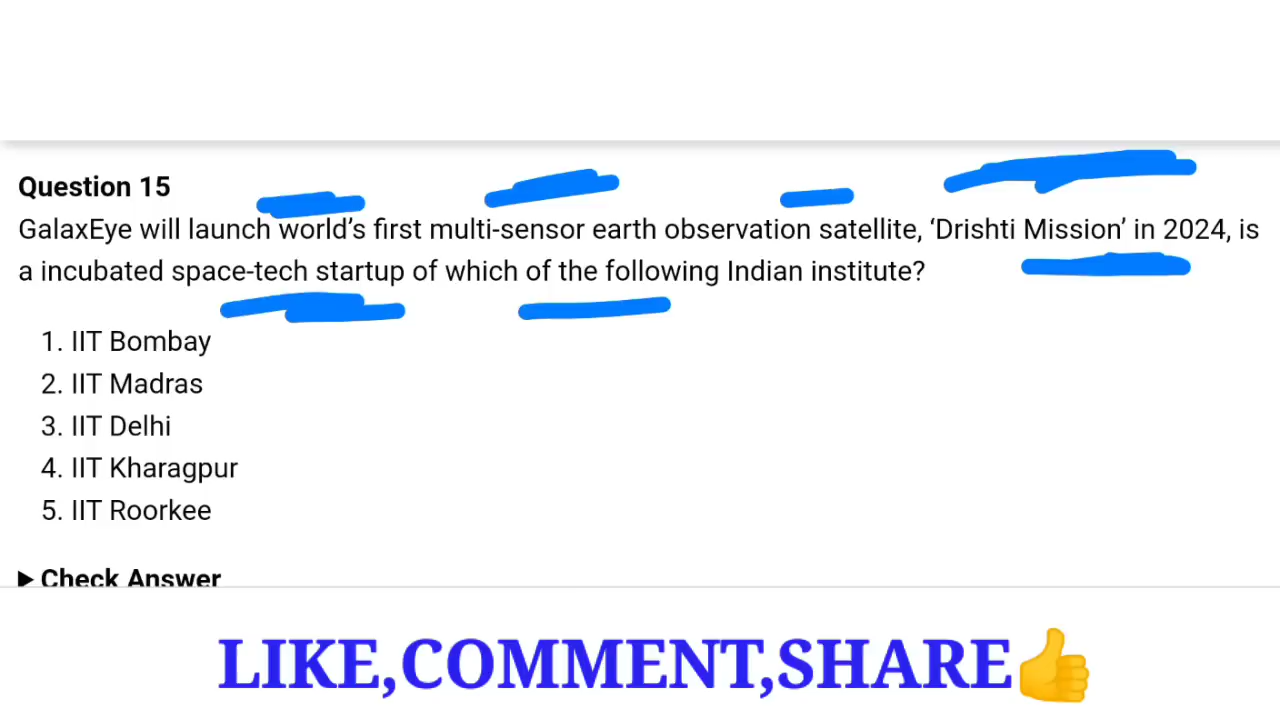 Question 15
GalaxEye will launch world’s first multi-sensor earth observation satellite, ‘Drishti Mission’ in 2024, is
a incubated space-tech startup of which of the following Indian institute?
1. IIT Bombay
2. IIT Madras
3. IIT Delhi
4. IIT Kharagpur
5. IIT Roorkee
▶ Check Answer
LIKE,COMMENT,SHARE👍